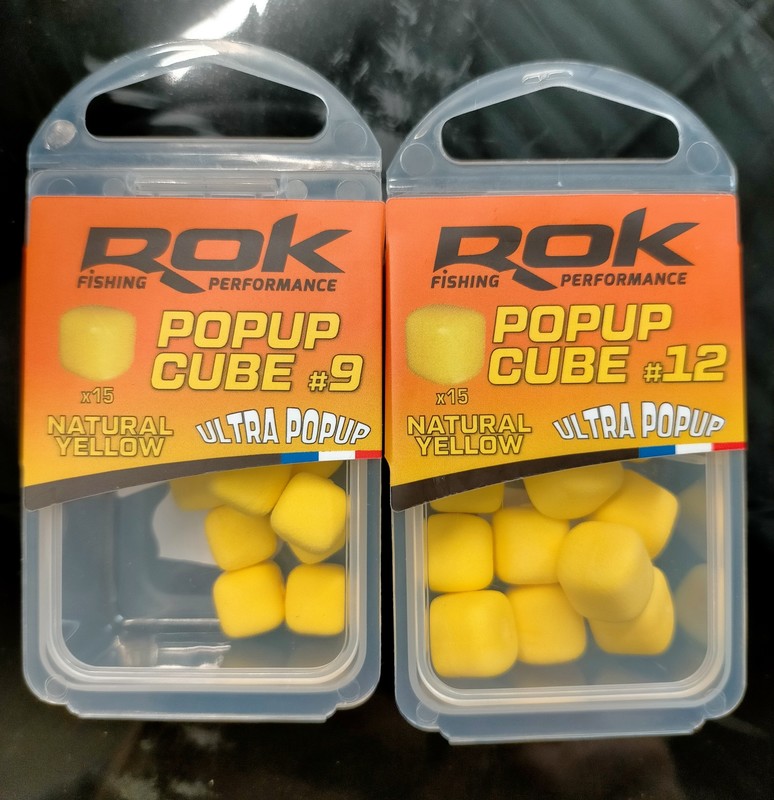 ROK
FISHING PERFORMANCE
POPUP
CUBE #9
x15
NATURAL
YELLOW
ULTRA POPUP
ROK
FISHING PERFORMANCE
POPUP
CUBE #12
x15
NATURAL
YELLOW
ULTRA POPUP